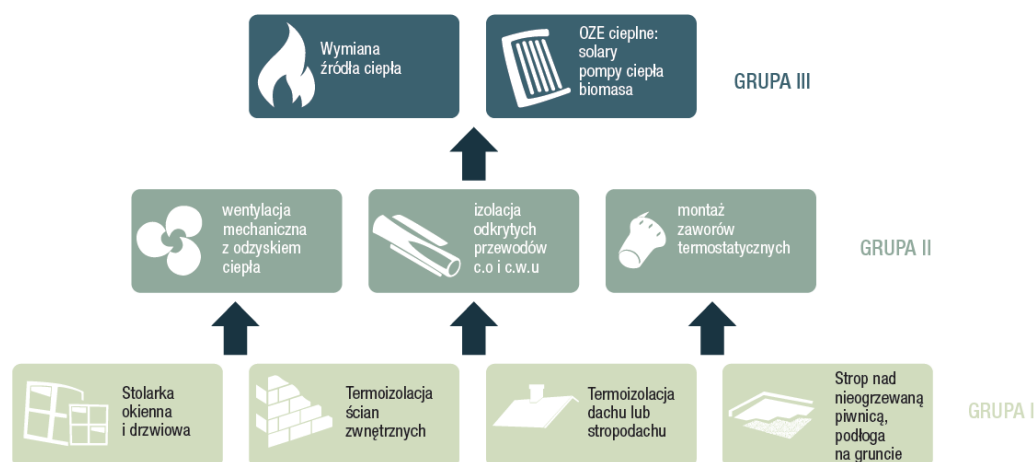 Wymiana
źródła ciepła
OZE cieplne:
solary
pompy ciepła
biomasa
GRUPA III
wentylacja
mechaniczna
z odzyskiem
ciepła
izolacja
odkrytych
przewodów
c.o i c.w.u
montaż
zaworów
termostatycznych
GRUPA II
Stolarka
okienna
i drzwiowa
Termoizolacja
ścian
zwnętrznych
Termoizolacja
dachu lub
stropodachu
Strop nad
nieogrzewaną
piwnicą,
podłoga
na gruncie
GRUPA I